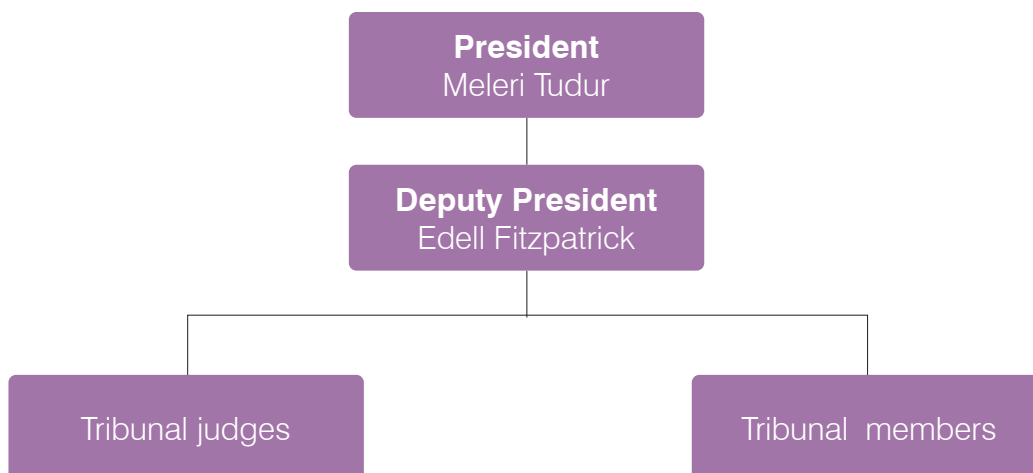 President
Meleri Tudur
Deputy President
Edell Fitzpatrick
Tribunal judges
Tribunal members